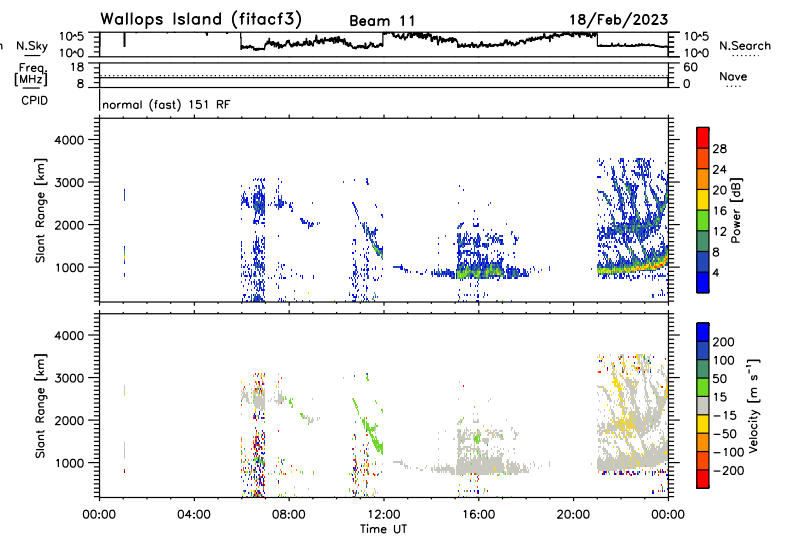 Wallops Island (fitacf3) Beam 11 18/Feb/2023
n N.Sky 10^5 10^0 10^5 10^0 N.Search
Freq. [MHz] 18 8 60 0 Nave
CPID normal (fast) 151 RF
Slant Range [km] 4000 3000 2000 1000
Power [dB] 28 24 20 16 12 8 4
Slant Range [km] 4000 3000 2000 1000
Velocity [m s⁻¹] 200 100 50 15 -15 -50 -100 -200
00:00 04:00 08:00 12:00 16:00 20:00 00:00
Time UT